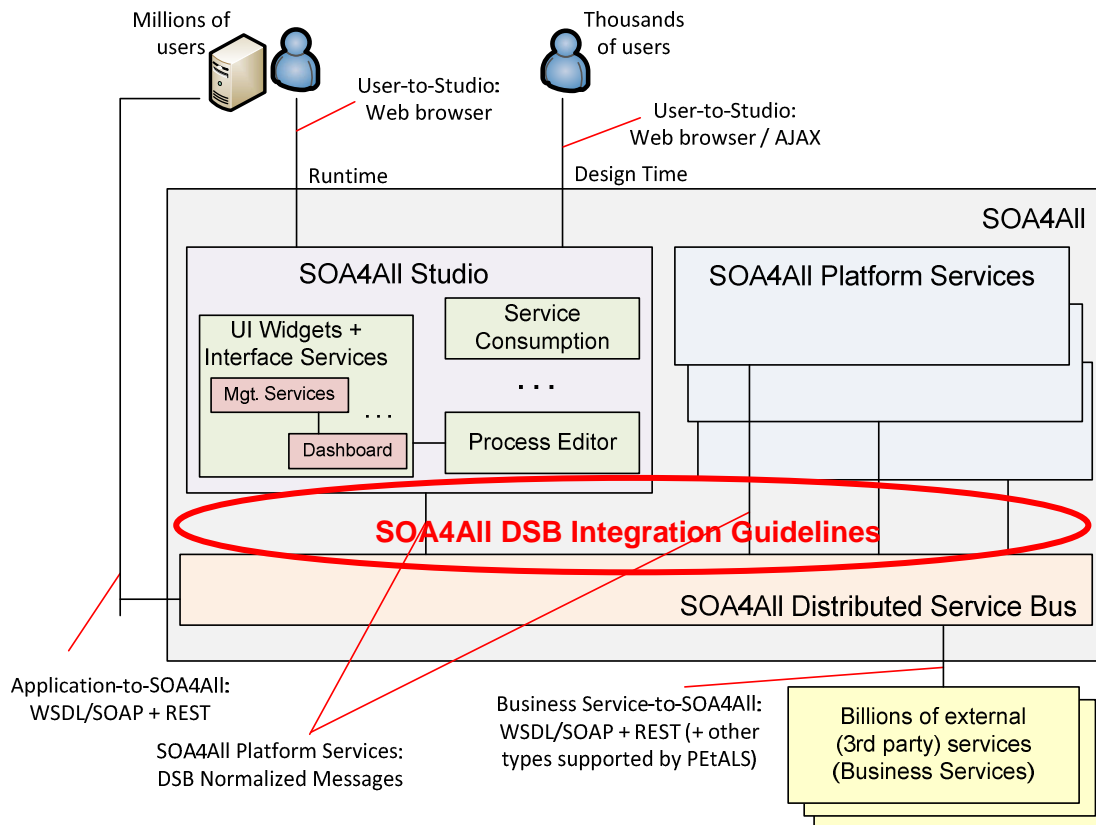 Millions of
users
Thousands
of users
User-to-Studio:
Web browser
User-to-Studio:
Web browser / AJAX
Runtime
Design Time
SOA4All
SOA4All Studio
SOA4All Platform Services
UI Widgets +
Interface Services
Service
Consumption
Mgt. Services
. . .
. . .
Dashboard
Process Editor
SOA4All DSB Integration Guidelines
SOA4All Distributed Service Bus
Application-to-SOA4All:
WSDL/SOAP + REST
SOA4All Platform Services:
DSB Normalized Messages
Business Service-to-SOA4All:
WSDL/SOAP + REST (+ other
types supported by PEtALS)
Billions of external
(3rd party) services
(Business Services)